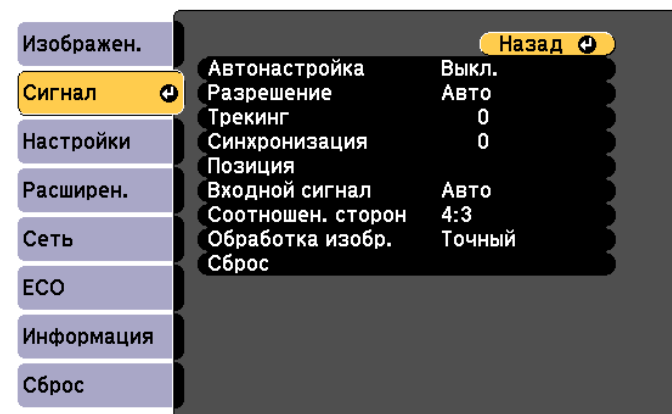 Изображен.
Сигнал
Настройки
Расширен.
Сеть
ECO
Информация
Сброс
Назад
Автонастройка Выкл.
Разрешение Авто
Трекинг 0
Синхронизация 0
Позиция
Входной сигнал Авто
Соотношен. сторон 4:3
Обработка изобр. Точный
Сброс